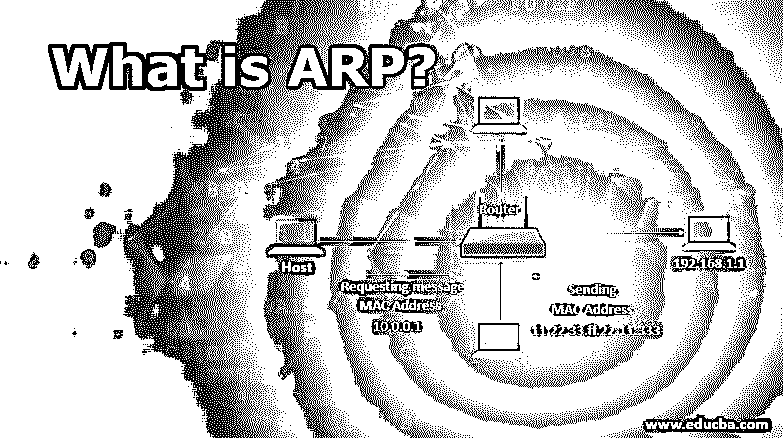 What is ARP?
Router
Host
192.168.1.1
Requesting message
MAC Address
10.0.0.1
Sending
MAC Address
www.educba.com